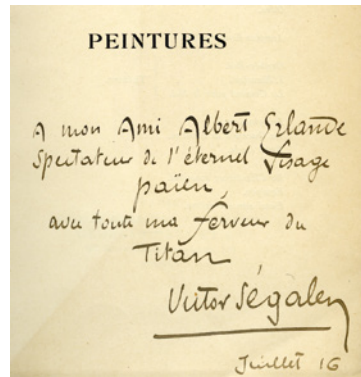 PEINTURES
A mon Ami Albert Erlande
Spectateur de l'éternel Visage
païen,
avec toute ma ferveur du
Titan
Victor Ségalen
Juillet 16